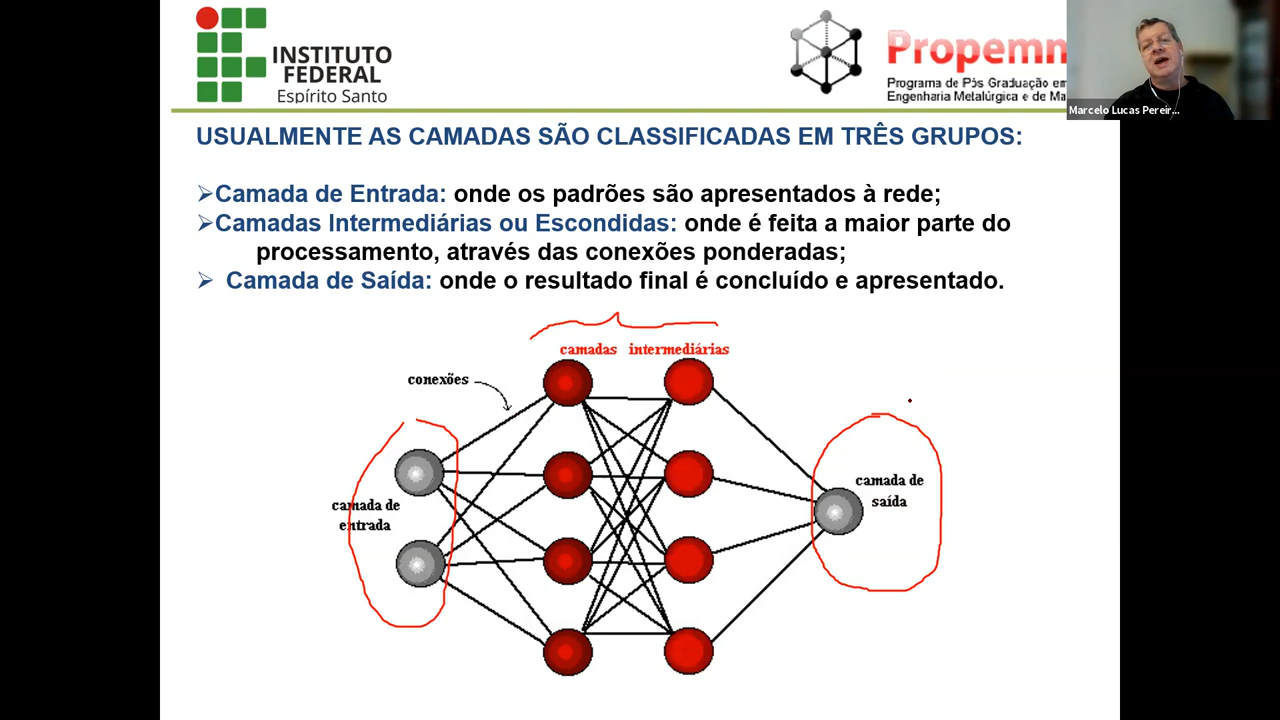 INSTITUTO
FEDERAL
Espírito Santo
Propemm
Programa de Pós Graduação em
Engenharia Metalúrgica e de Ma
Marcelo Lucas Pereir...
USUALMENTE AS CAMADAS SÃO CLASSIFICADAS EM TRÊS GRUPOS:
➢Camada de Entrada: onde os padrões são apresentados à rede;
➢Camadas Intermediárias ou Escondidas: onde é feita a maior parte do
processamento, através das conexões ponderadas;
➢ Camada de Saída: onde o resultado final é concluído e apresentado.
camadas intermediárias
conexões
camada de
entrada
camada de
saída